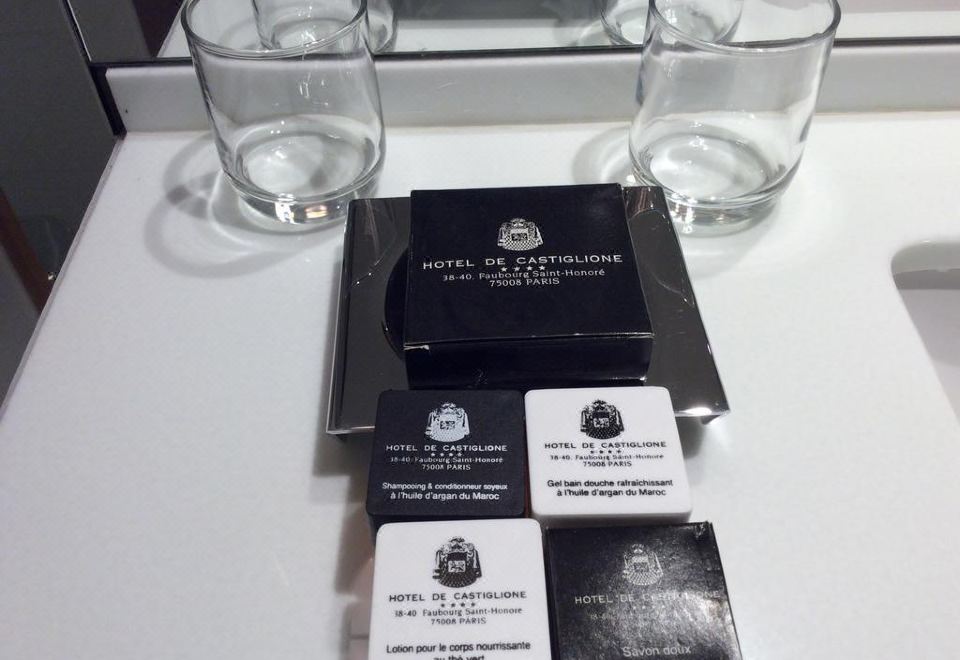 HOTEL DE CASTIGLIONE
★★★★
38-40, Faubourg Saint-Honoré
75008 PARIS
HOTEL DE CASTIGLIONE
★★★★
38-40, Faubourg Saint-Honoré
75008 PARIS
Shampooing & conditionneur soyeux
à l'huile d'argan du Maroc
HOTEL DE CASTIGLIONE
★★★★
38-40, Faubourg Saint-Honoré
75008 PARIS
Gel bain douche rafraîchissant
à l'huile d'argan du Maroc
HOTEL DE CASTIGLIONE
★★★★
38-40 Faubourg Saint-Honoré
75008 PARIS
Lotion pour le corps nourrissante
au thé vert
HOTEL DE CASTIGLIONE
Savon doux